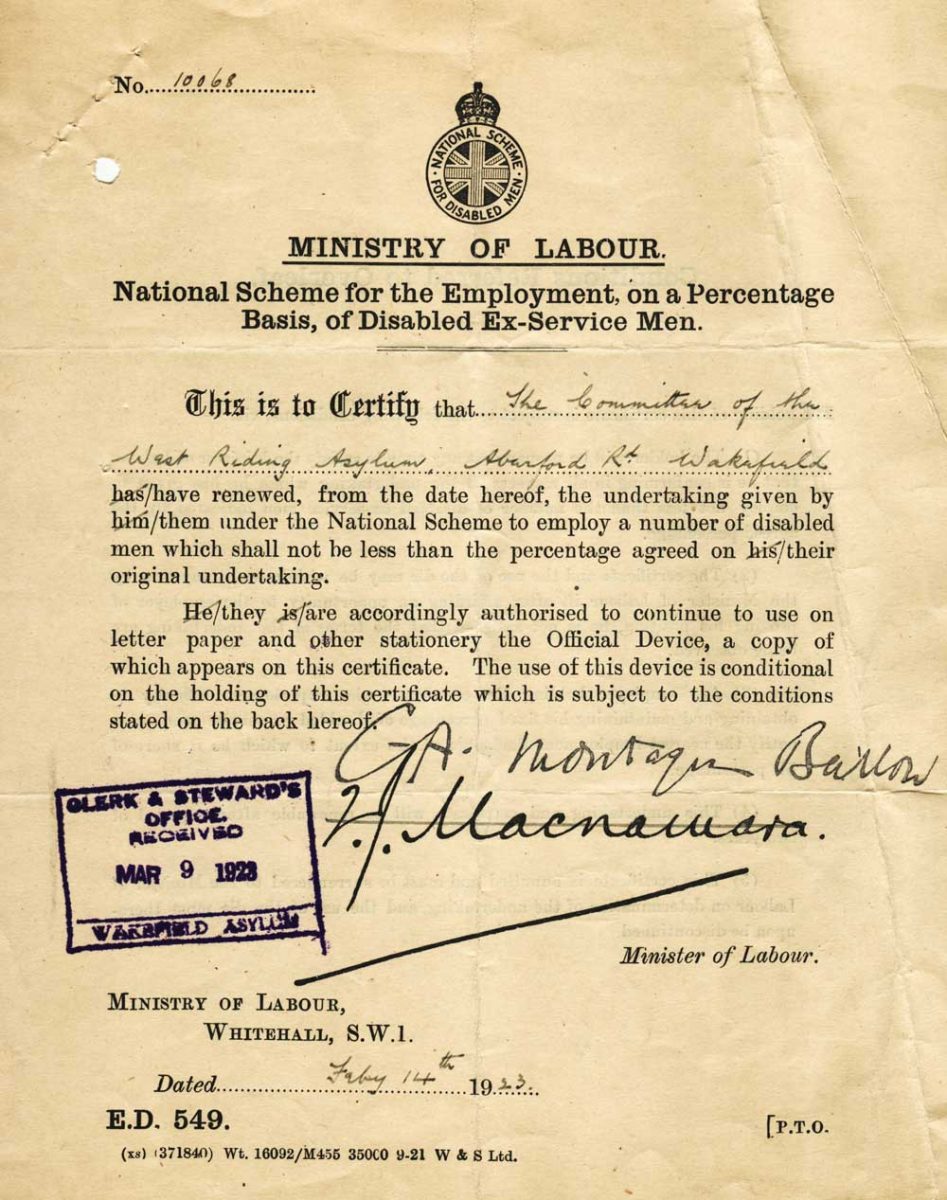 No. 10068
NATIONAL SCHEME
FOR DISABLED MEN.
MINISTRY OF LABOUR.
National Scheme for the Employment, on a Percentage
Basis, of Disabled Ex-Service Men.
This is to Certify that The Committee of the
West Riding Asylum, Aberford Rd. Wakefield
has/have renewed, from the date hereof, the undertaking given by
him/them under the National Scheme to employ a number of disabled
men which shall not be less than the percentage agreed on his/their
original undertaking.
He/they is/are accordingly authorised to continue to use on
letter paper and other stationery the Official Device, a copy of
which appears on this certificate. The use of this device is conditional
on the holding of this certificate which is subject to the conditions
stated on the back hereof.
C.A. Montague Barlow
T.J. Macnamara.
CLERK & STEWARD'S
OFFICE.
RECEIVED
MAR 9 1923
WAKEFIELD ASYLUM
Minister of Labour.
MINISTRY OF LABOUR,
WHITEHALL, S.W.1.
Dated Feby 14th 1923.
E.D. 549.
[P.T.O.
(xs) (371840) Wt. 16092/M455 35000 9-21 W & S Ltd.